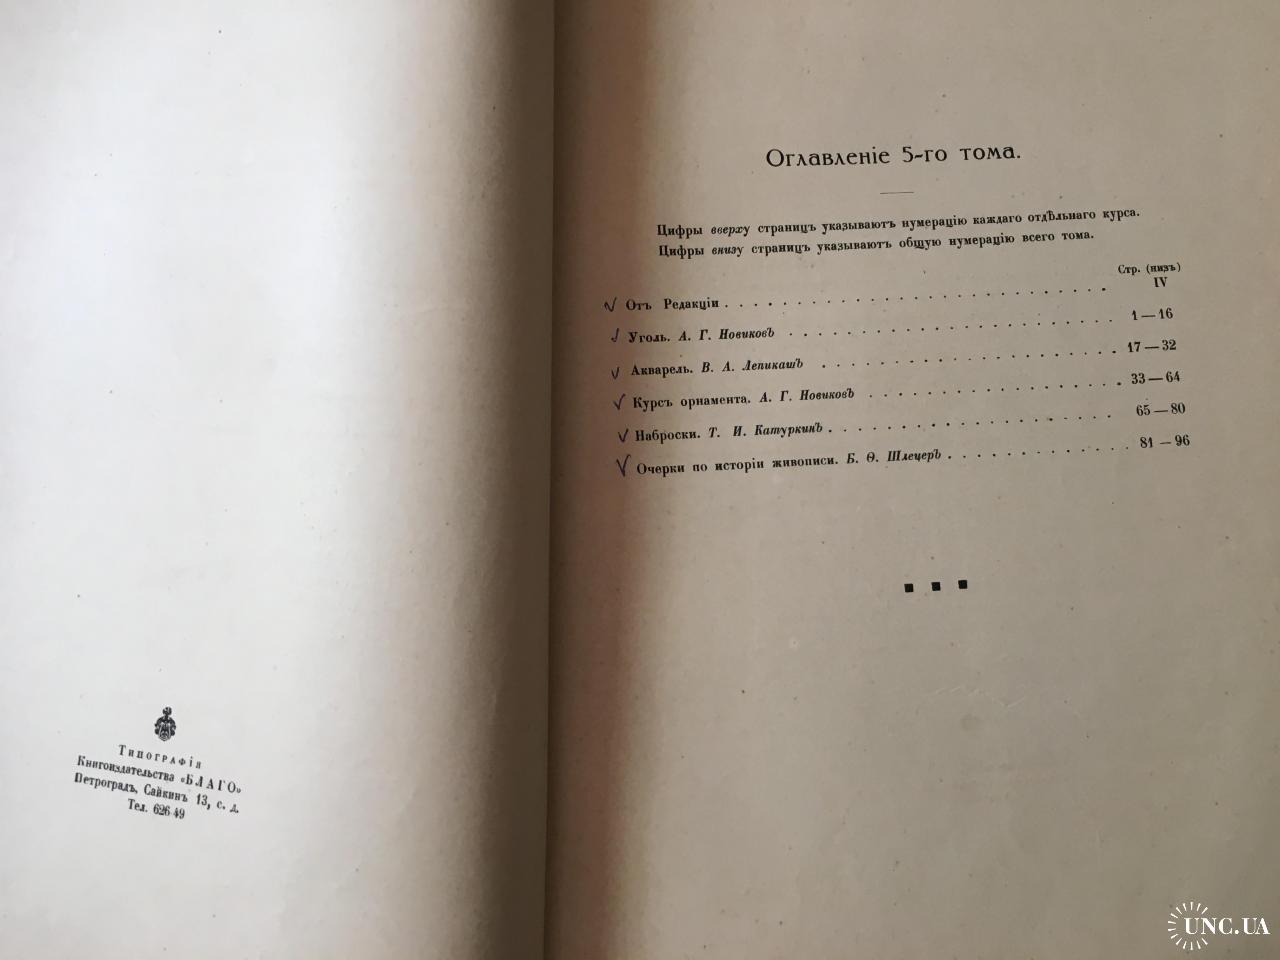 Типографія
Книгоиздательства «БЛАГО»
Петроградъ, Сайкинъ 13, с. д.
Тел. 626 49
Оглавленіе 5-го тома.
Цифры вверху страницъ указываютъ нумерацію каждаго отдѣльнаго курса.
Цифры внизу страницъ указываютъ общую нумерацію всего тома.
Стр. (низъ)
Отъ Редакціи . . . . . . . . . . . . . . . . . . . . . . . . . . . IV
Уголь. А. Г. Новиковъ . . . . . . . . . . . . . . . . . . . . . . . 1—16
Акварель. В. А. Лепикашъ . . . . . . . . . . . . . . . . . . . . . 17—32
Курсъ орнамента. А. Г. Новиковъ . . . . . . . . . . . . . . . . . . 33—64
Наброски. Т. И. Катуркинъ . . . . . . . . . . . . . . . . . . . . 65—80
Очерки по исторіи живописи. Б. Ѳ. Шлецеръ . . . . . . . . . . . . . 81—96
UNC.UA